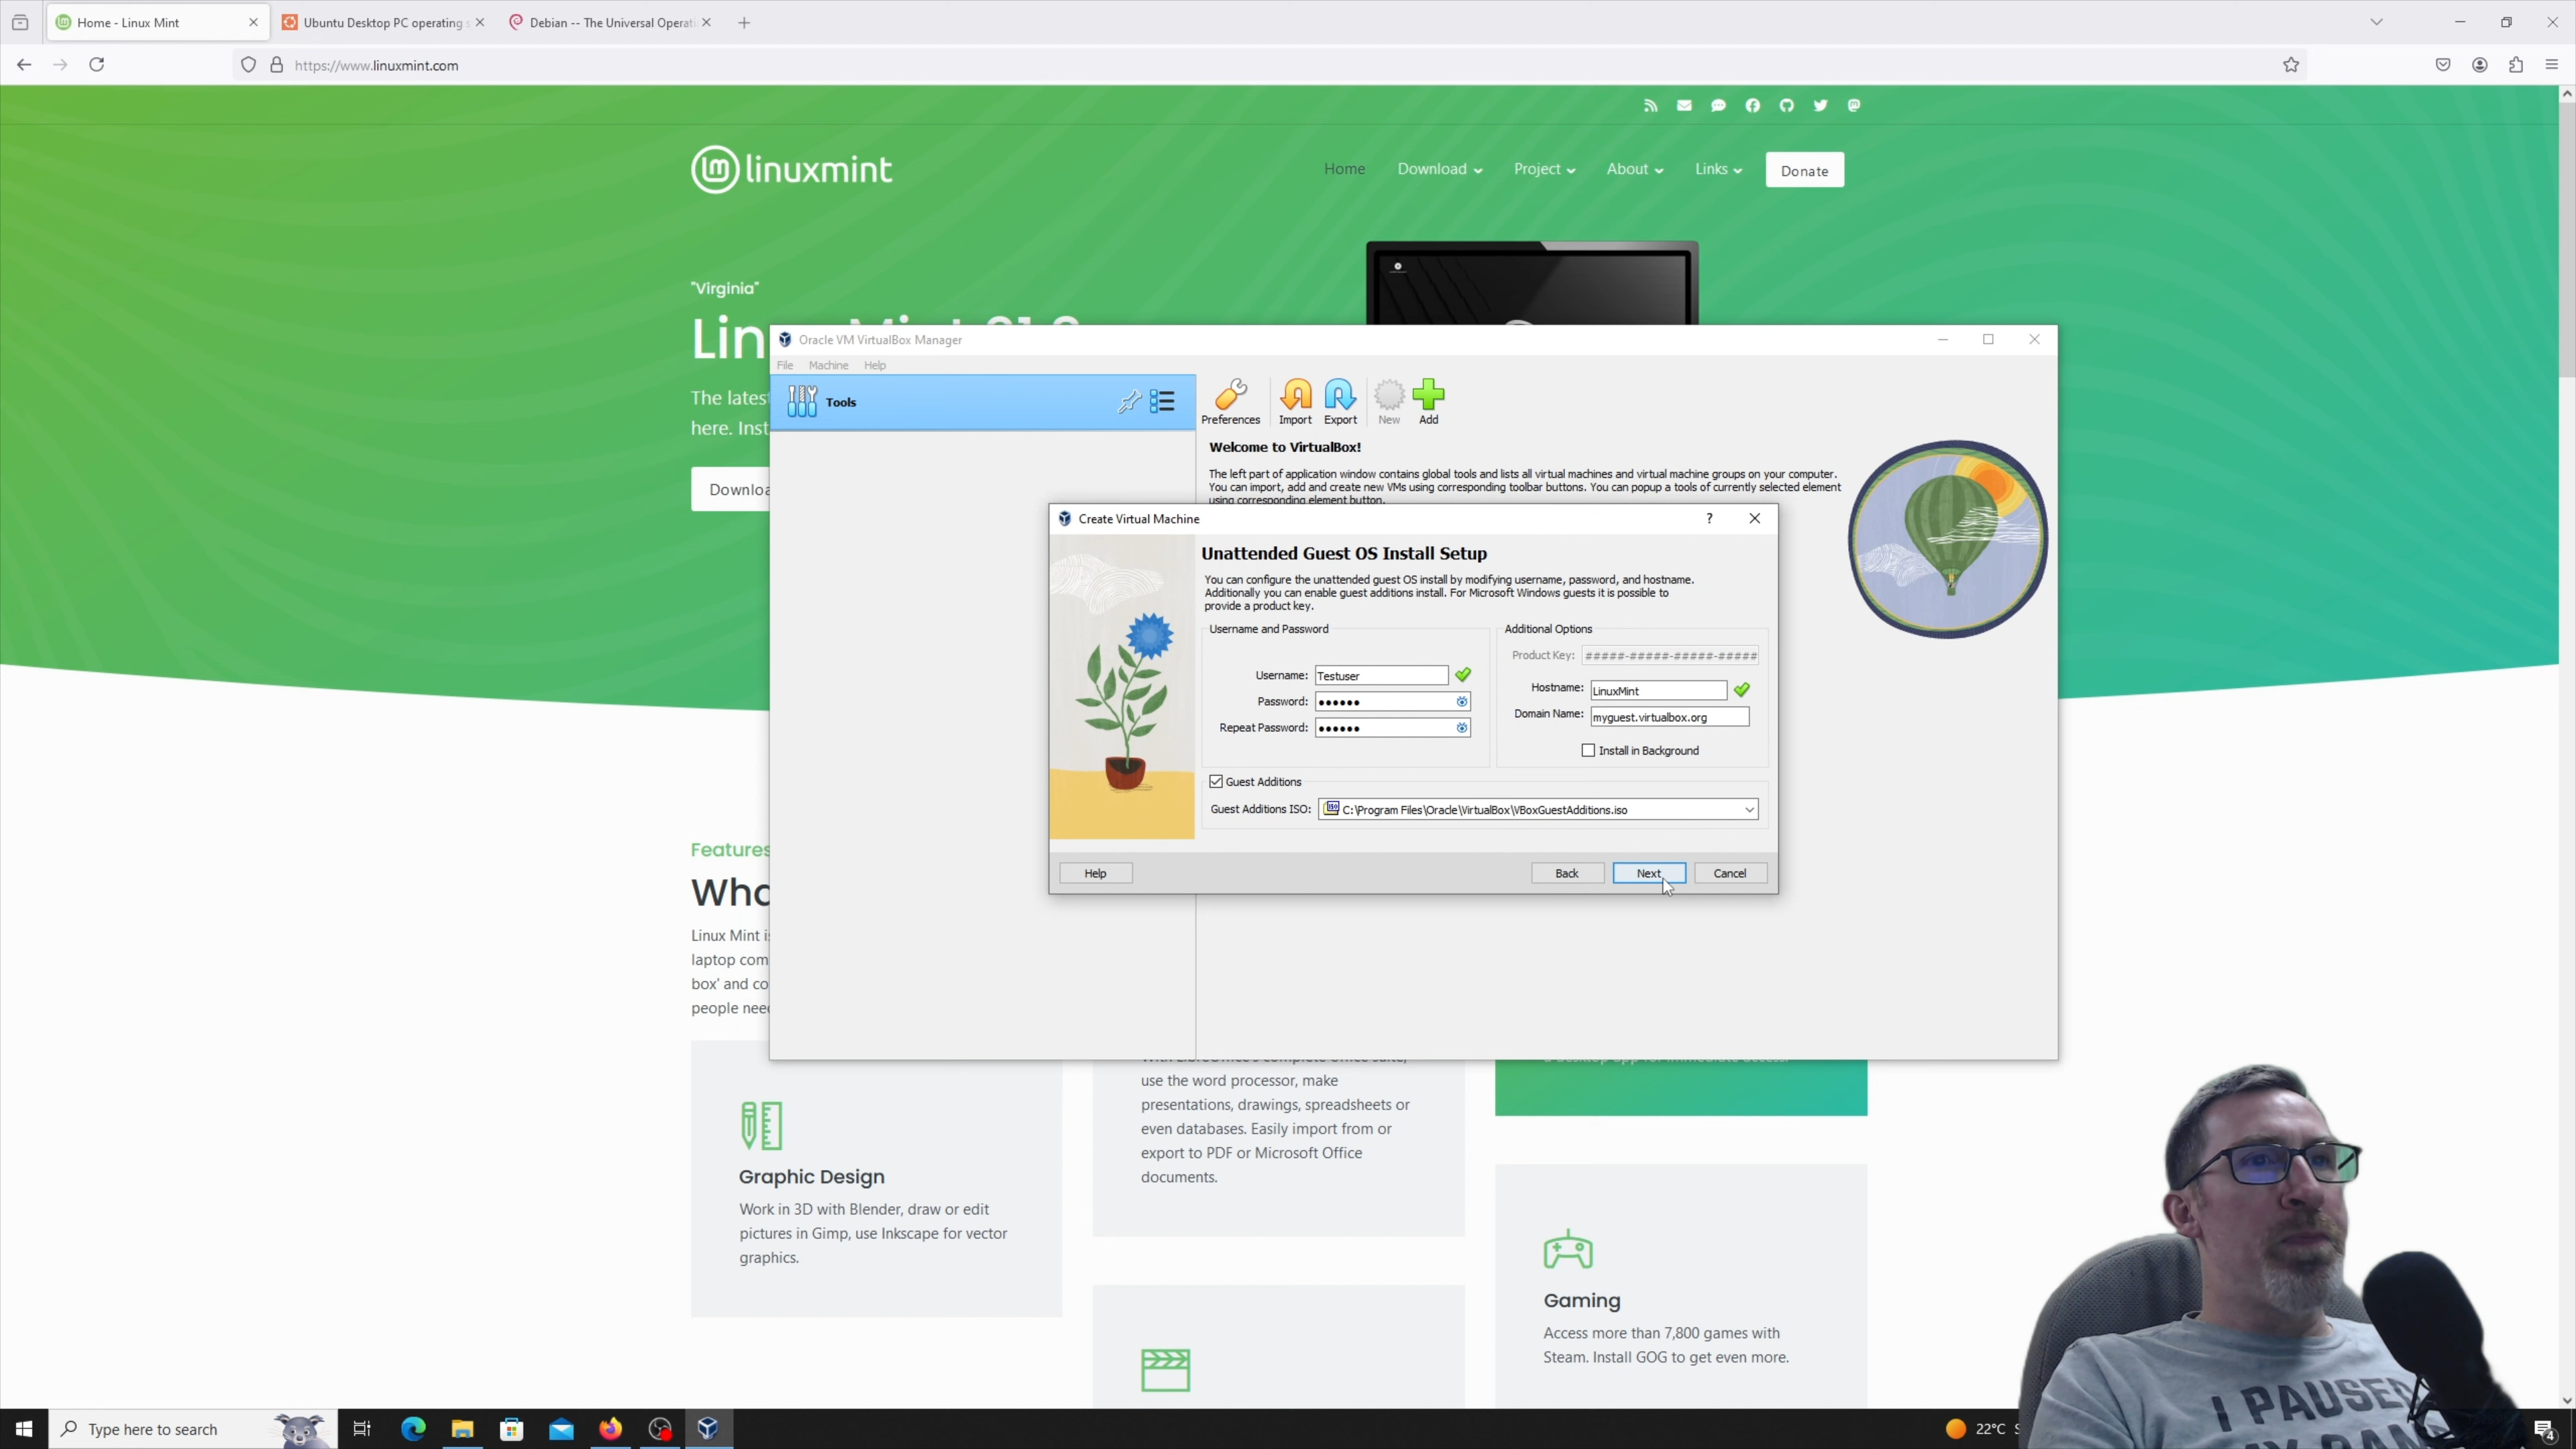 Home - Linux Mint
Ubuntu Desktop PC operating s
Debian -- The Universal Operati
https://www.linuxmint.com
linuxmint
Home
Download
Project
About
Links
Donate
"Virginia"
Lin
The lates
here. Inst
Downloa
Oracle VM VirtualBox Manager
File Machine Help
Tools
Preferences
Import
Export
New
Add
Welcome to VirtualBox!
The left part of application window contains global tools and lists all virtual machines and virtual machine groups on your computer.
You can import, add and create new VMs using corresponding toolbar buttons. You can popup a tools of currently selected element
using corresponding element button.
Create Virtual Machine
?
Unattended Guest OS Install Setup
You can configure the unattended guest OS install by modifying username, password, and hostname.
Additionally you can enable guest additions install. For Microsoft Windows guests it is possible to
provide a product key.
Username and Password
Username: Testuser
Password: ●●●●●●
Repeat Password: ●●●●●●
Additional Options
Product Key: #####-#####-#####-#####
Hostname: LinuxMint
Domain Name: myguest.virtualbox.org
Install in Background
Guest Additions
Guest Additions ISO: C:\Program Files\Oracle\VirtualBox\VBoxGuestAdditions.iso
Help
Back
Next
Cancel
Features
Wha
Linux Mint i
laptop com
box' and co
people nee
Graphic Design
Work in 3D with Blender, draw or edit
pictures in Gimp, use Inkscape for vector
graphics.
use the word processor, make
presentations, drawings, spreadsheets or
even databases. Easily import from or
export to PDF or Microsoft Office
documents.
Gaming
Access more than 7,800 games with
Steam. Install GOG to get even more.
I PAUSED
MY
Type here to search
22°C S
4